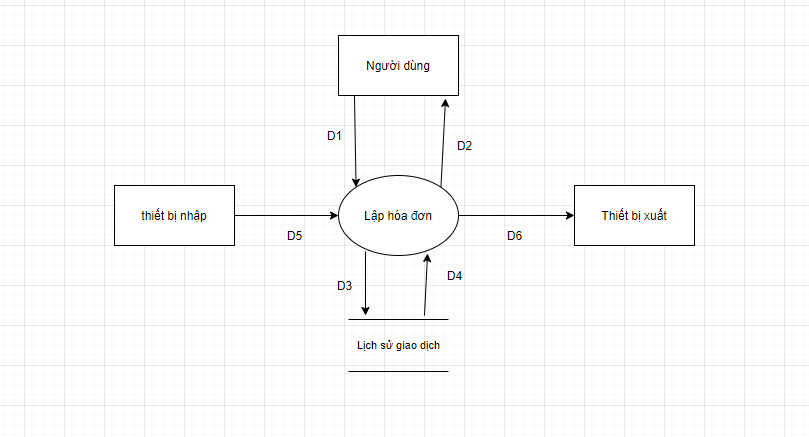 Người dùng
D1
D2
thiết bị nhập
Lập hóa đơn
Thiết bị xuất
D5
D6
D3
D4
Lịch sử giao dịch